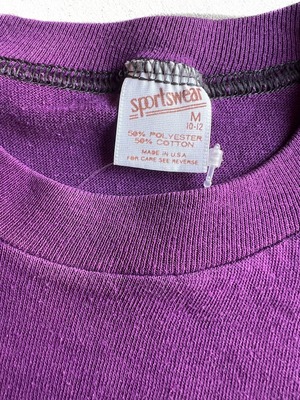 sportswear
M
10-12
50% POLYESTER
50% COTTON
MADE IN U.S.A.
FOR CARE SEE REVERSE